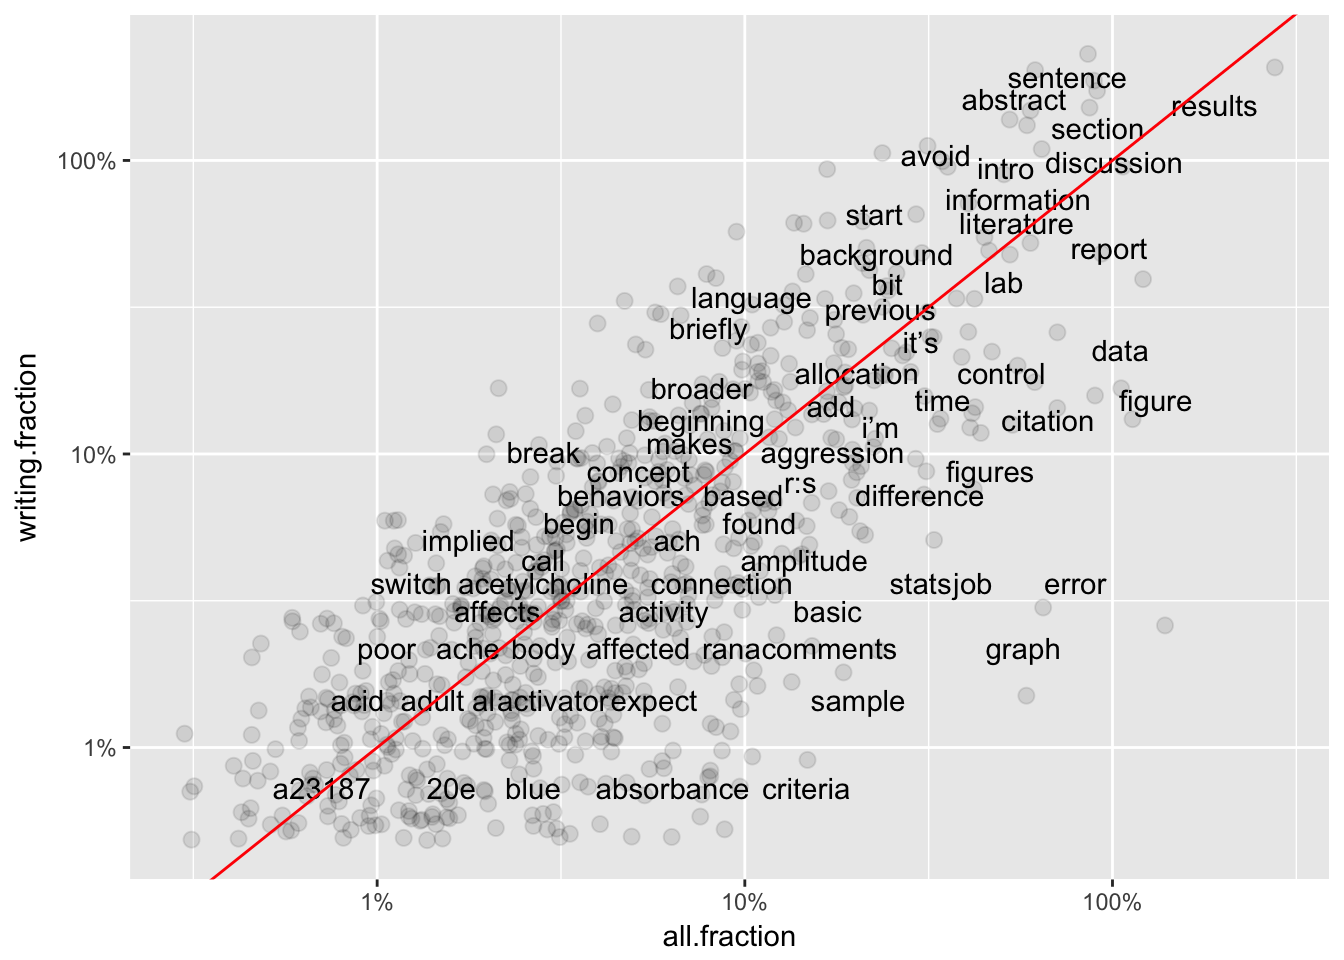 sentence
abstract
results
section
avoid
intro
discussion
information
start
literature
background
report
bit
lab
language
previous
briefly
it's
data
allocation
control
broader
add
time
figure
beginning
i'm
citation
makes
break
aggression
concept
r:s
figures
behaviors
based
difference
begin
found
implied
ach
call
amplitude
switch
acetylcholine
connection
statsjob
error
affects
activity
basic
poor
ache
body
affected
rana
comments
graph
acid
adult
al
activator
expect
sample
a23187
20e
blue
absorbance
criteria
100%
10%
1%
writing.fraction
1%
10%
100%
all.fraction